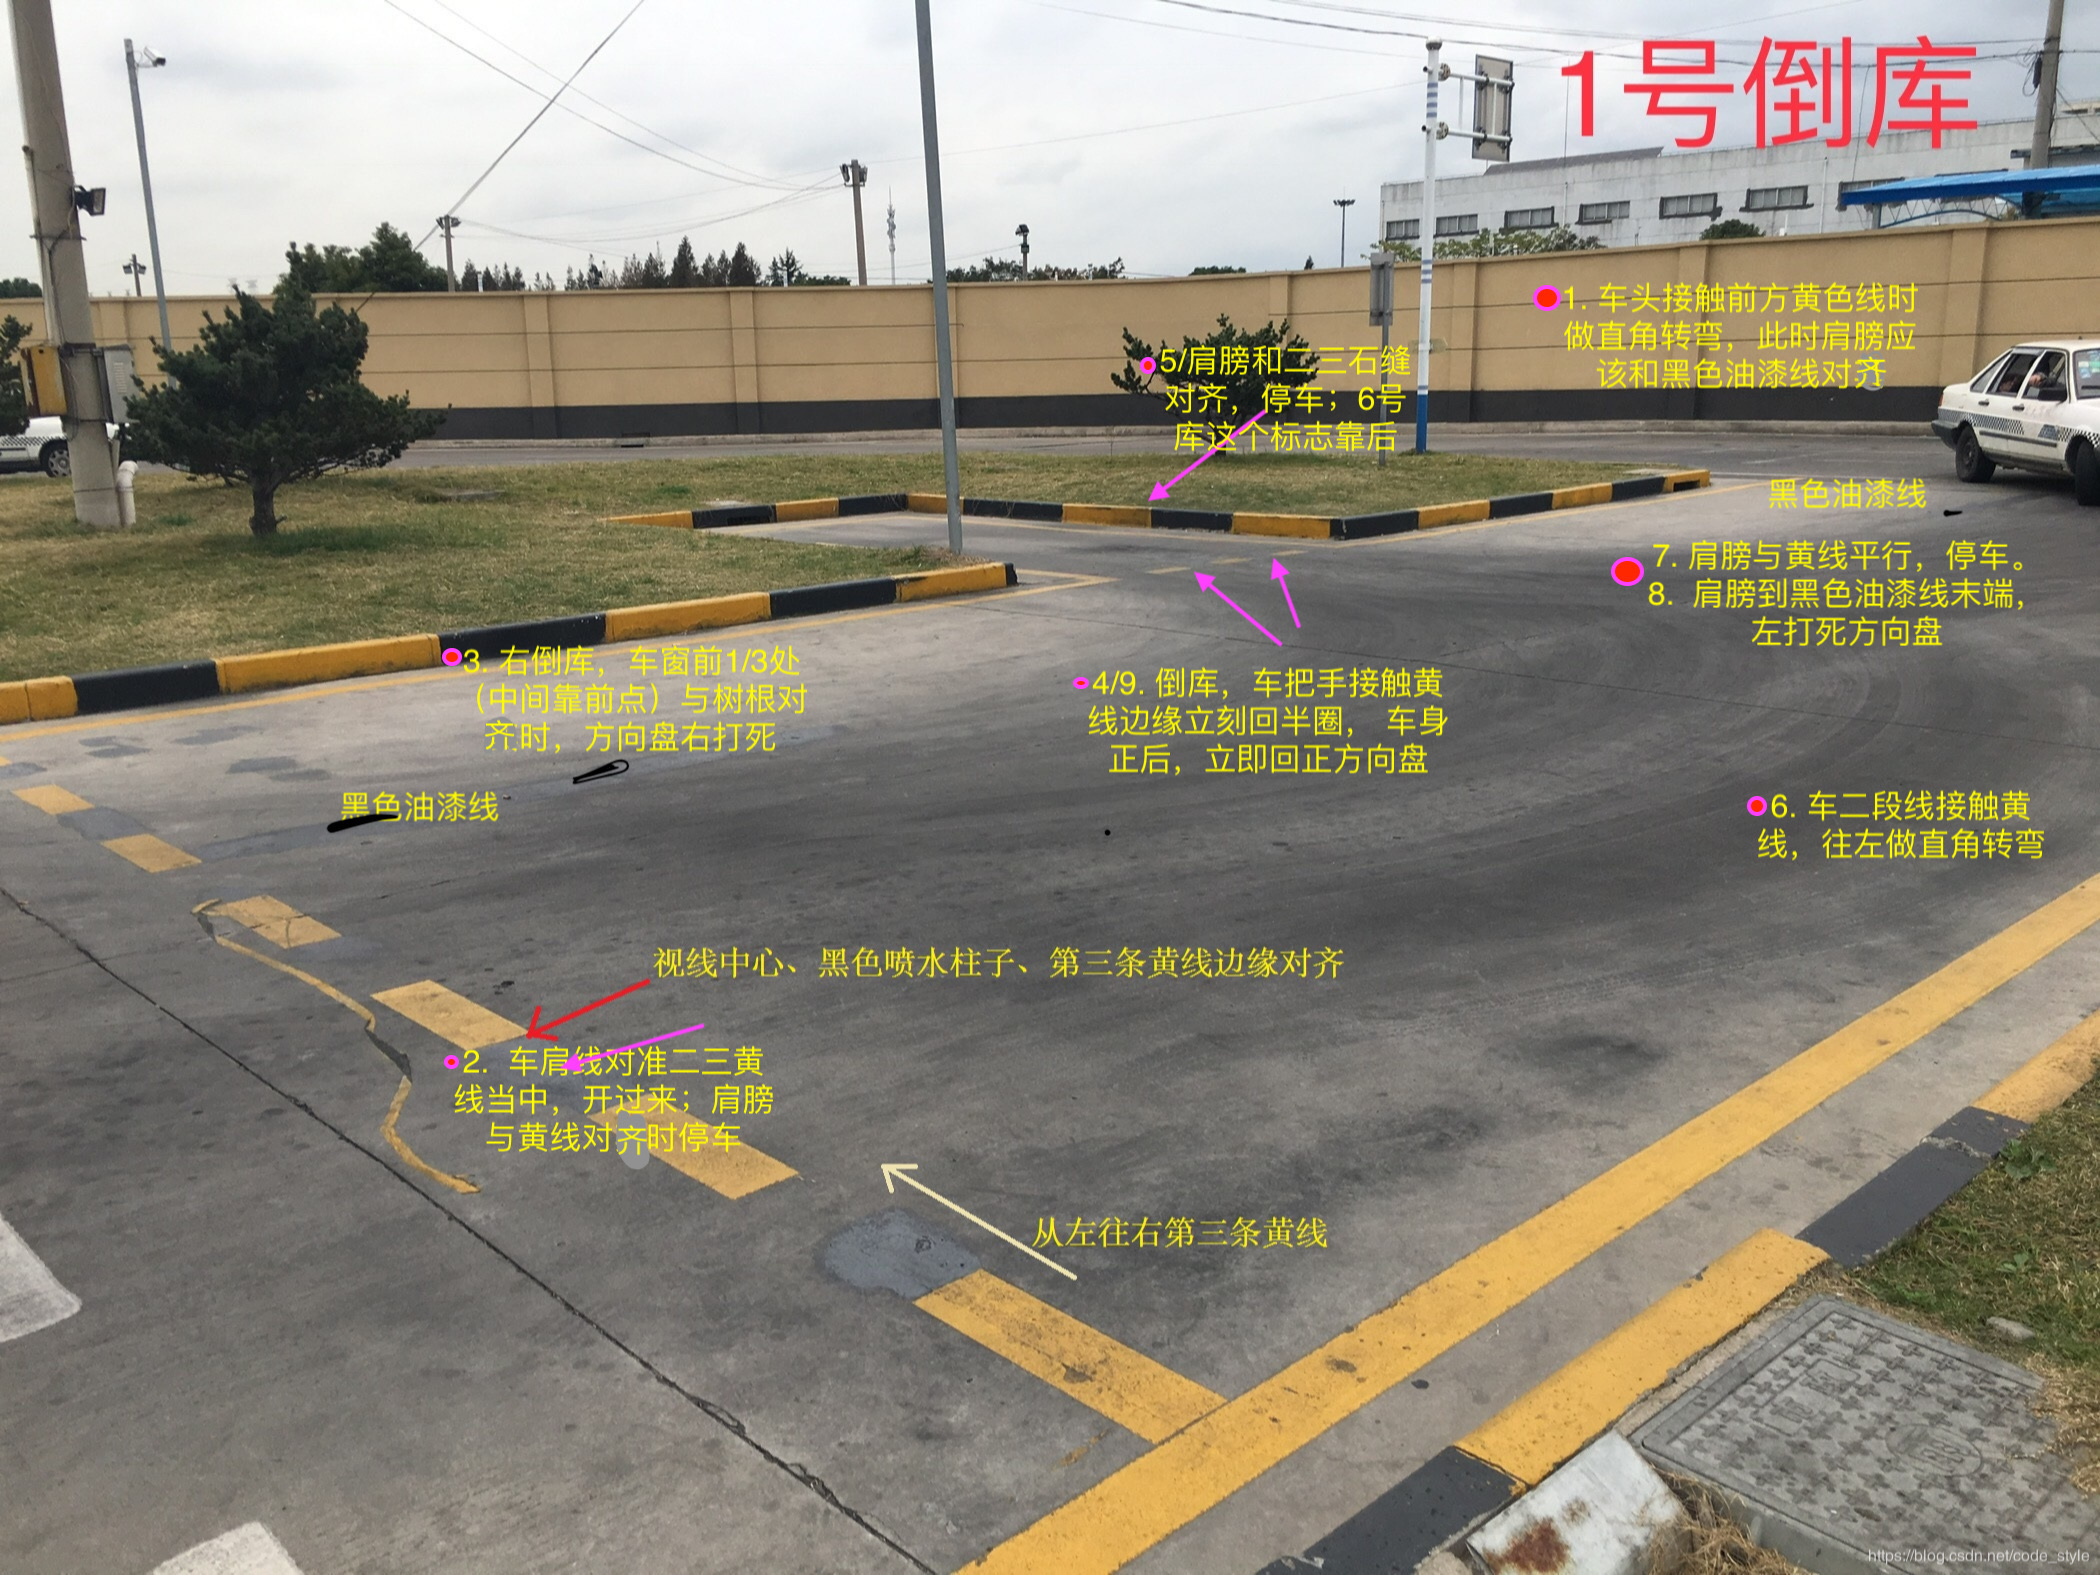 1号倒库
1. 车头接触前方黄色线时
做直角转弯，此时肩膀应
该和黑色油漆线对齐
5/肩膀和二三石缝
对齐，停车；6号
库这个标志靠后
黑色油漆线
7. 肩膀与黄线平行，停车。
8. 肩膀到黑色油漆线末端，
左打死方向盘
3. 右倒库，车窗前1/3处
（中间靠前点）与树根对
齐时，方向盘右打死
4/9. 倒库，车把手接触黄
线边缘立刻回半圈， 车身
正后，立即回正方向盘
黑色油漆线
6. 车二段线接触黄
线，往左做直角转弯
视线中心、黑色喷水柱子、第三条黄线边缘对齐
2. 车肩线对准二三黄
线当中，开过来；肩膀
与黄线对齐时停车
从左往右第三条黄线
https://blog.csdn.net/code_style